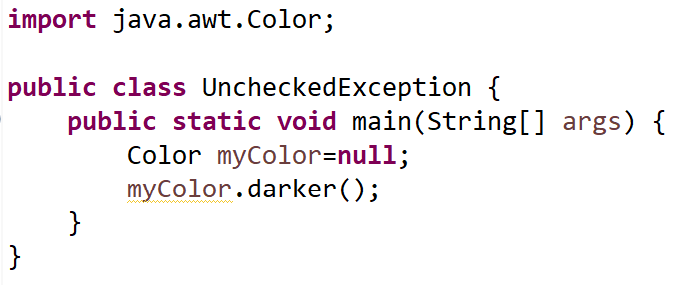 import java.awt.Color;
public class UncheckedException {
    public static void main(String[] args) {
        Color myColor=null;
        myColor.darker();
    }
}